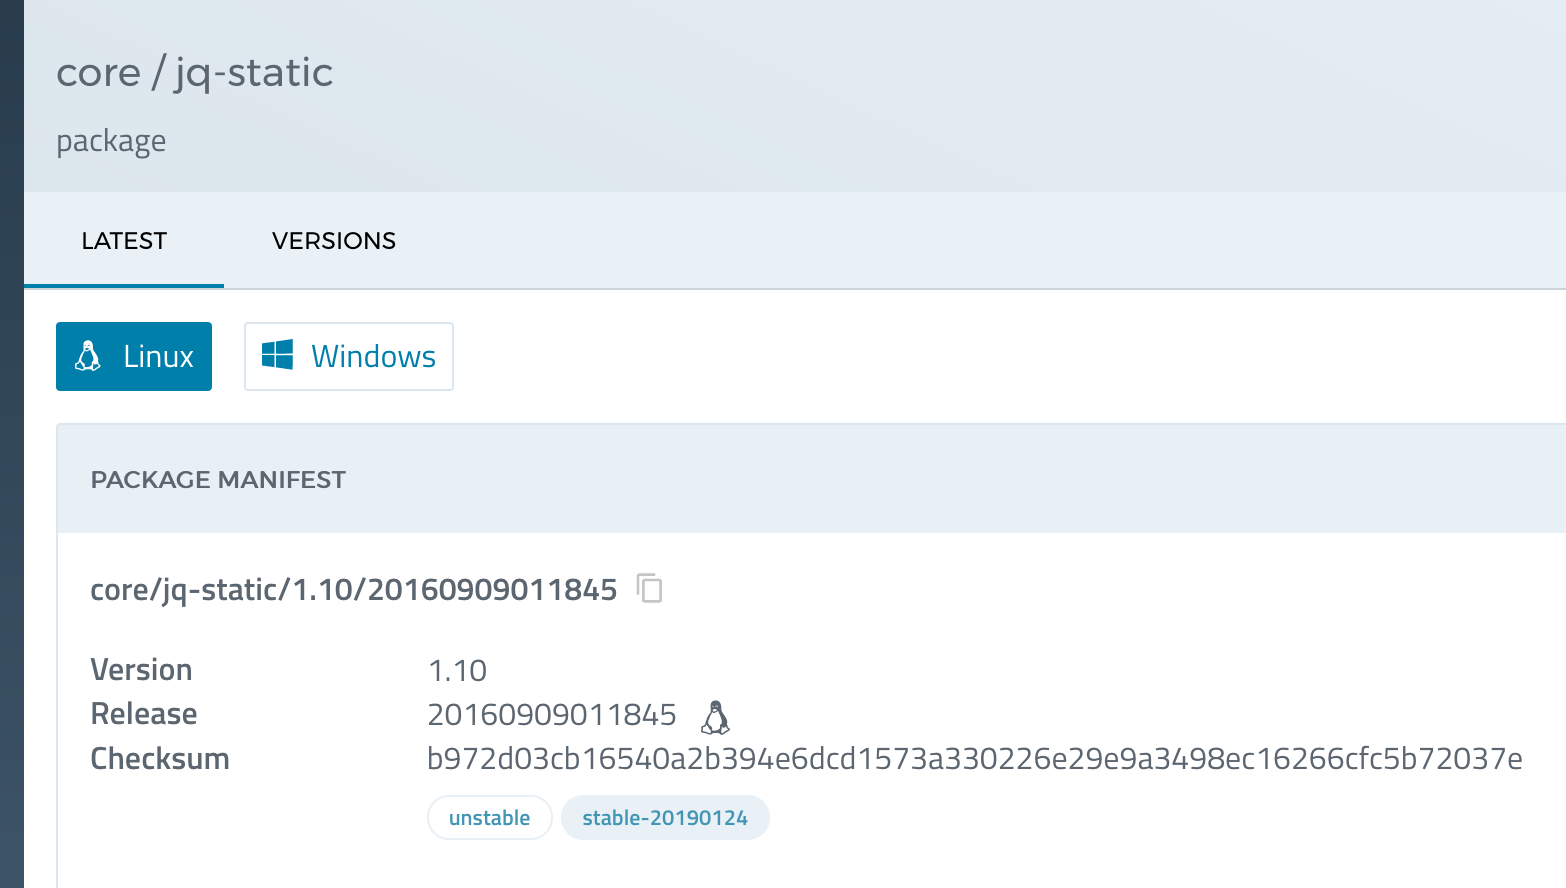 core / jq-static
package
LATEST VERSIONS
Linux Windows
PACKAGE MANIFEST
core/jq-static/1.10/20160909011845
Version 1.10
Release 20160909011845
Checksum b972d03cb16540a2b394e6dcd1573a330226e29e9a3498ec16266cfc5b72037e
unstable stable-20190124